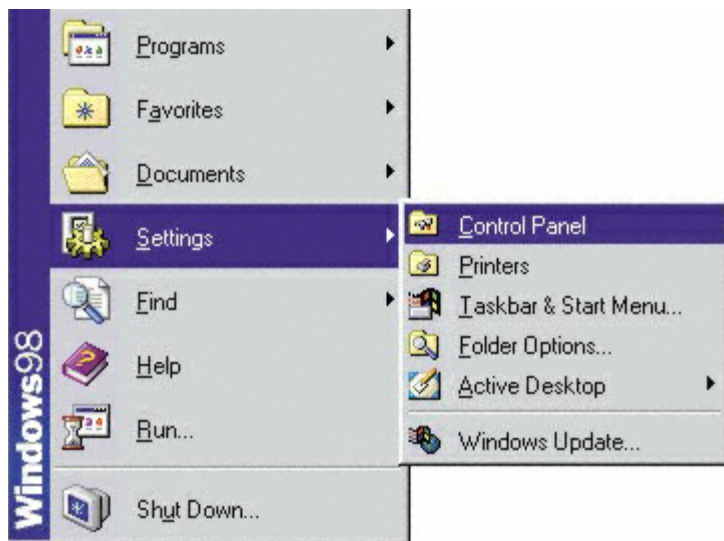 Programs
Favorites
Documents
Settings
Find
Help
Run...
Shut Down...
Windows98
Control Panel
Printers
Taskbar & Start Menu...
Folder Options...
Active Desktop
Windows Update...